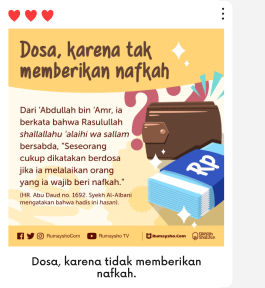 Dosa, karena tak
memberikan nafkah
Dari 'Abdullah bin 'Amr, ia
berkata bahwa Rasulullah
shallallahu 'alaihi wa sallam
bersabda, "Seseorang
cukup dikatakan berdosa
jika ia melalaikan orang
yang ia wajib beri nafkah."
(HR. Abu Daud no. 1692. Syekh Al-Albani
mengatakan bahwa hadis ini hasan).
RP
RumayshoCom
Rumaysho TV
Rumaysho.Com
Dosa, karena tidak memberikan
nafkah.